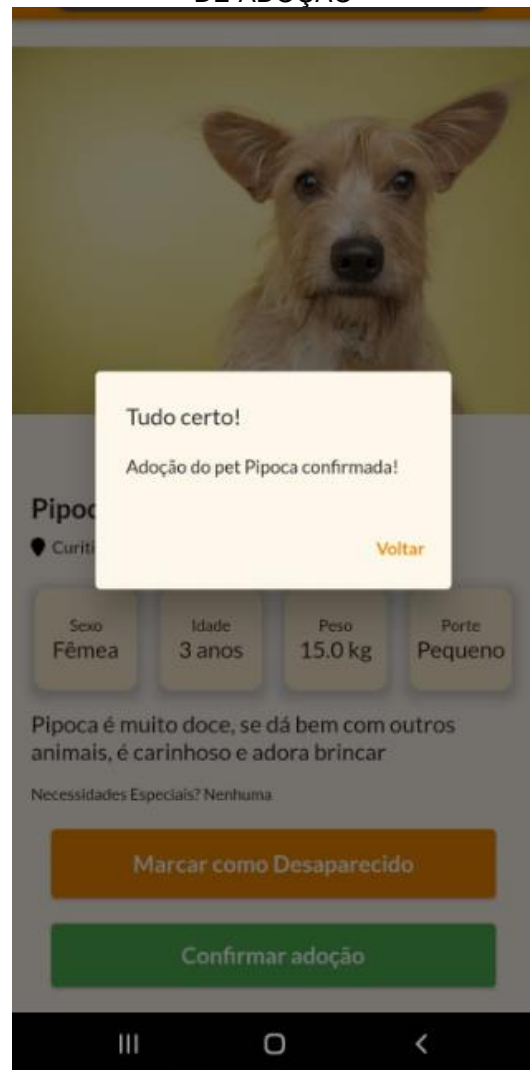 DE ADOÇÃO
Tudo certo!
Adoção do pet Pipoca confirmada!
Voltar
Pipoc
Curiti
Sexo
Fêmea
Idade
3 anos
Peso
15.0 kg
Porte
Pequeno
Pipoca é muito doce, se dá bem com outros
animais, é carinhoso e adora brincar
Necessidades Especiais? Nenhuma
Marcar como Desaparecido
Confirmar adoção